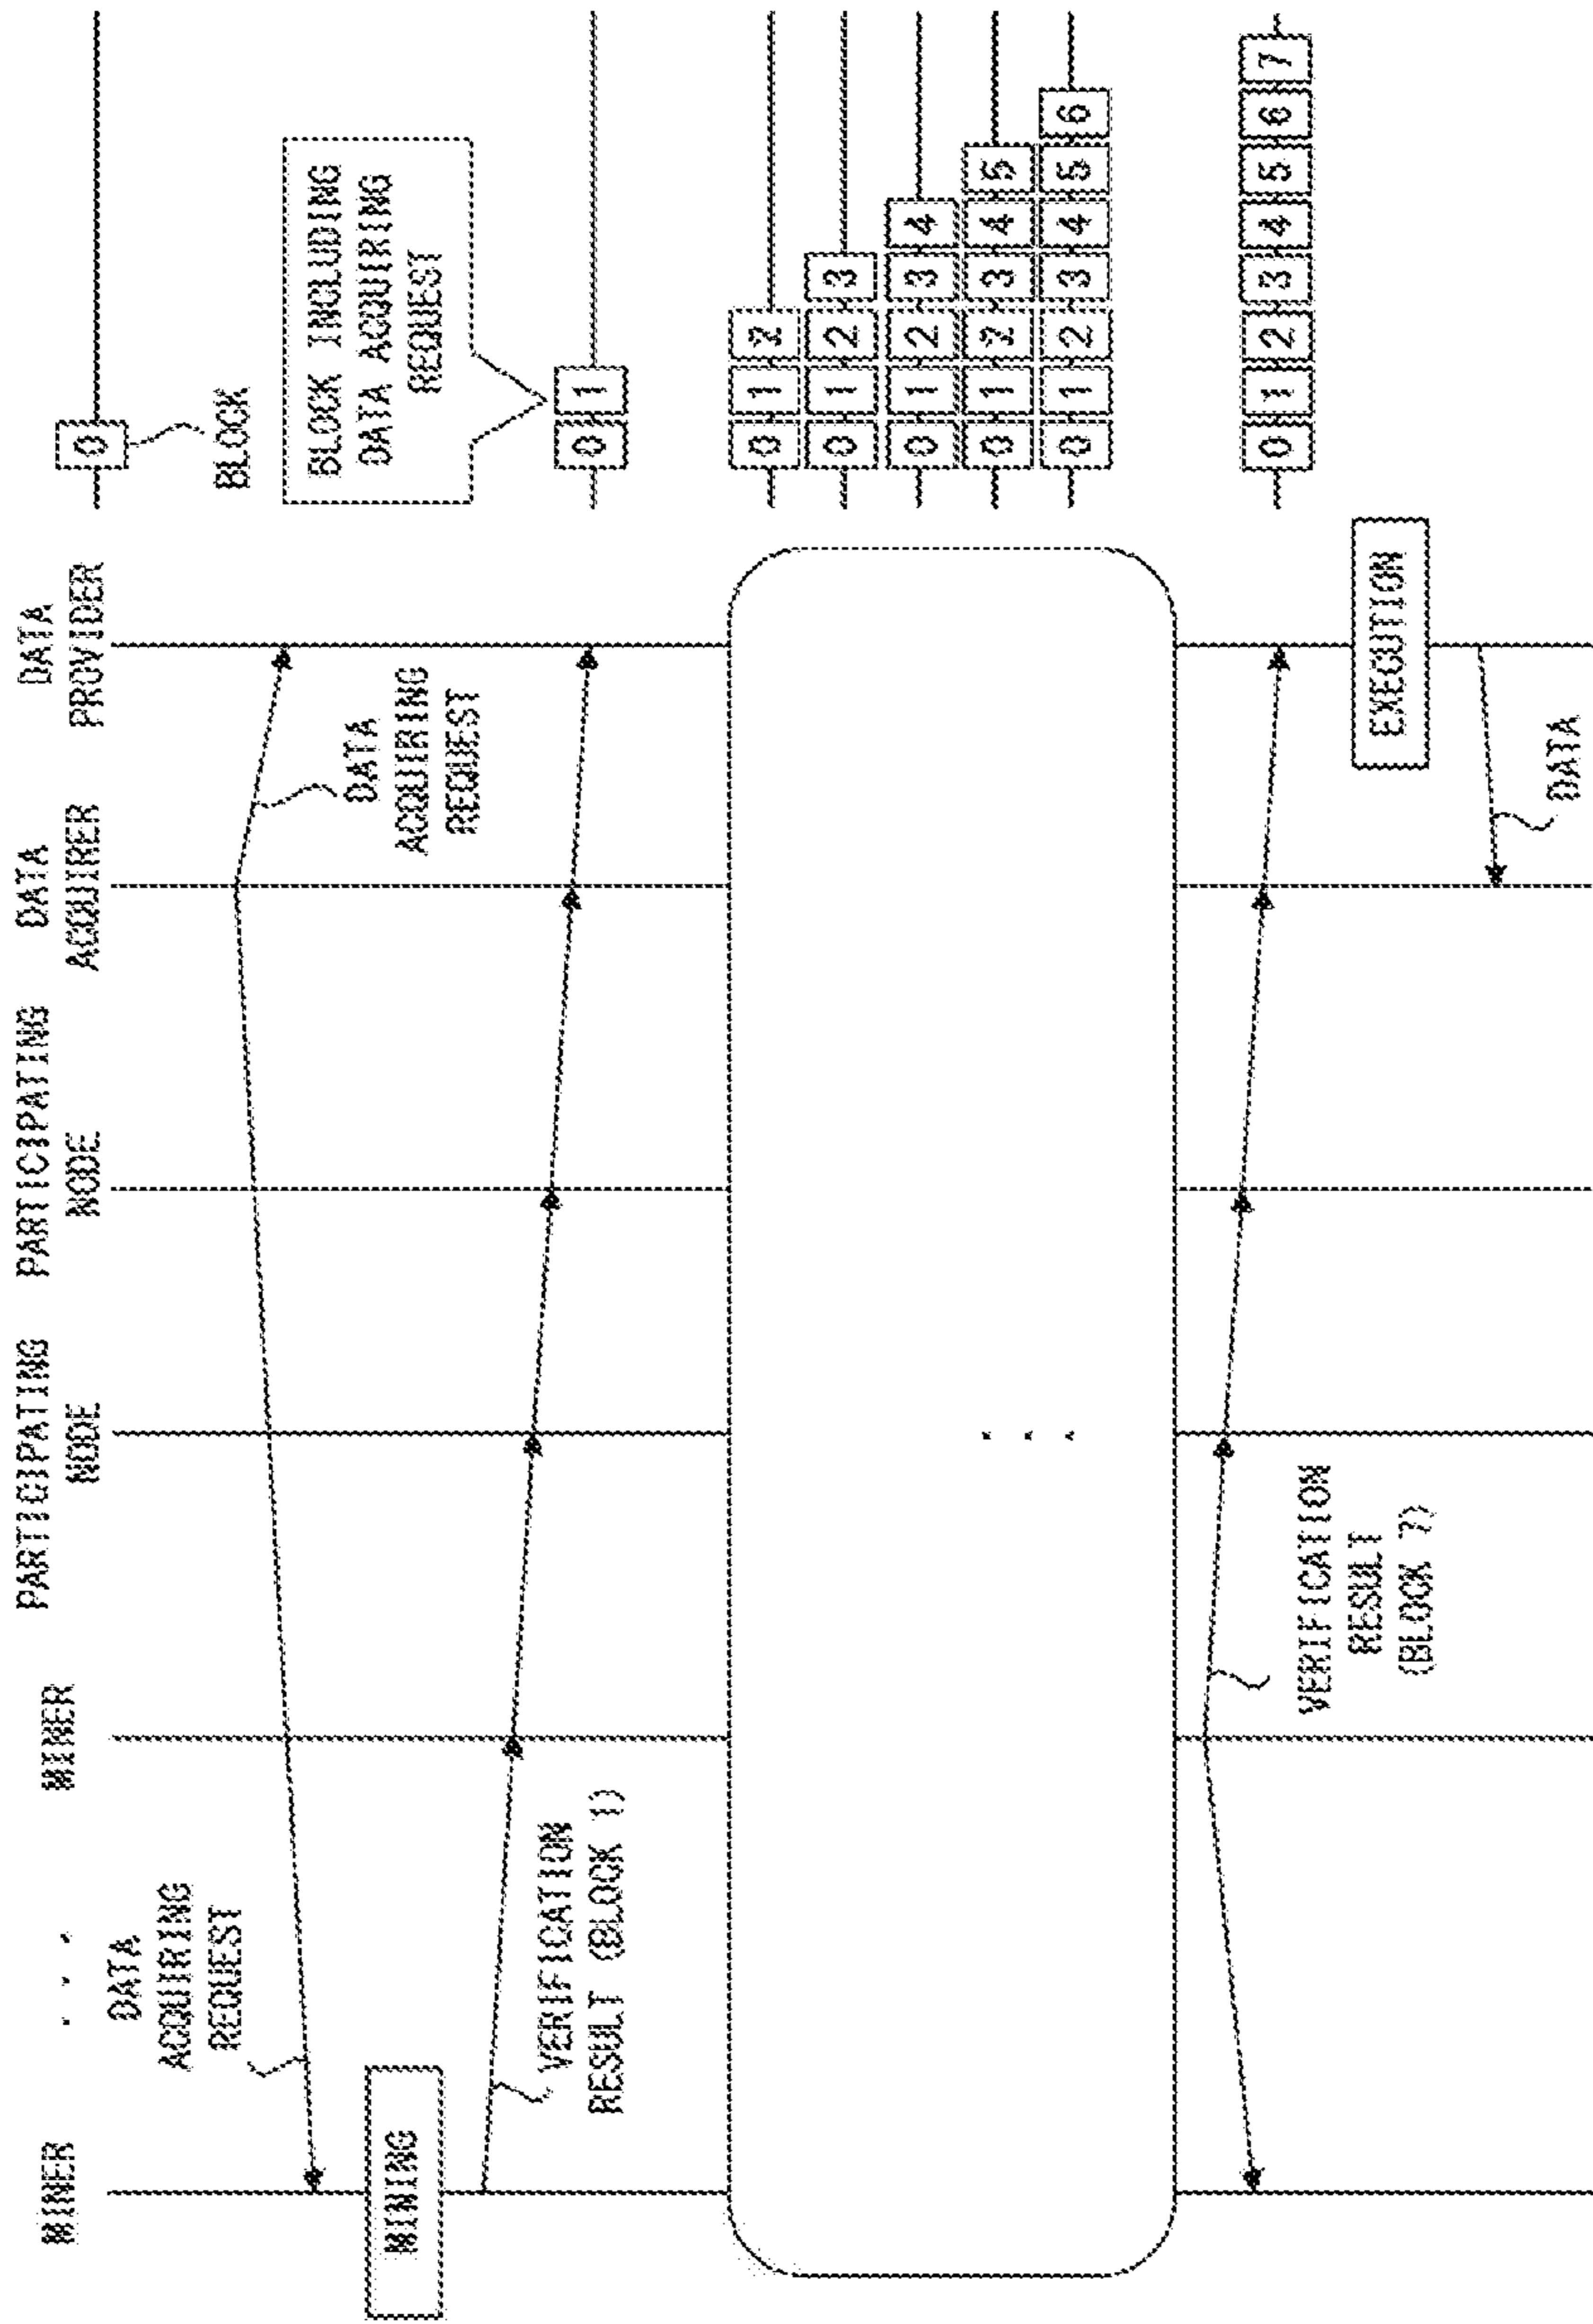 MINER
. . .
MINER
PARTICIPATING
NODE
PARTICIPATING
NODE
DATA
ACQUIRER
DATA
PROVIDER
0
BLOCK
DATA
ACQUIRING
REQUEST
DATA
ACQUIRING
REQUEST
BLOCK INCLUDING
DATA ACQUIRING
REQUEST
MINING
VERIFICATION
RESULT (BLOCK 1)
0 1
0 1 2
0 1 2 3
0 1 2 3 4
0 1 2 3 4 5
0 1 2 3 4 5 6
. . .
VERIFICATION
RESULT
(BLOCK 7)
0 1 2 3 4 5 6 7
EXECUTION
DATA